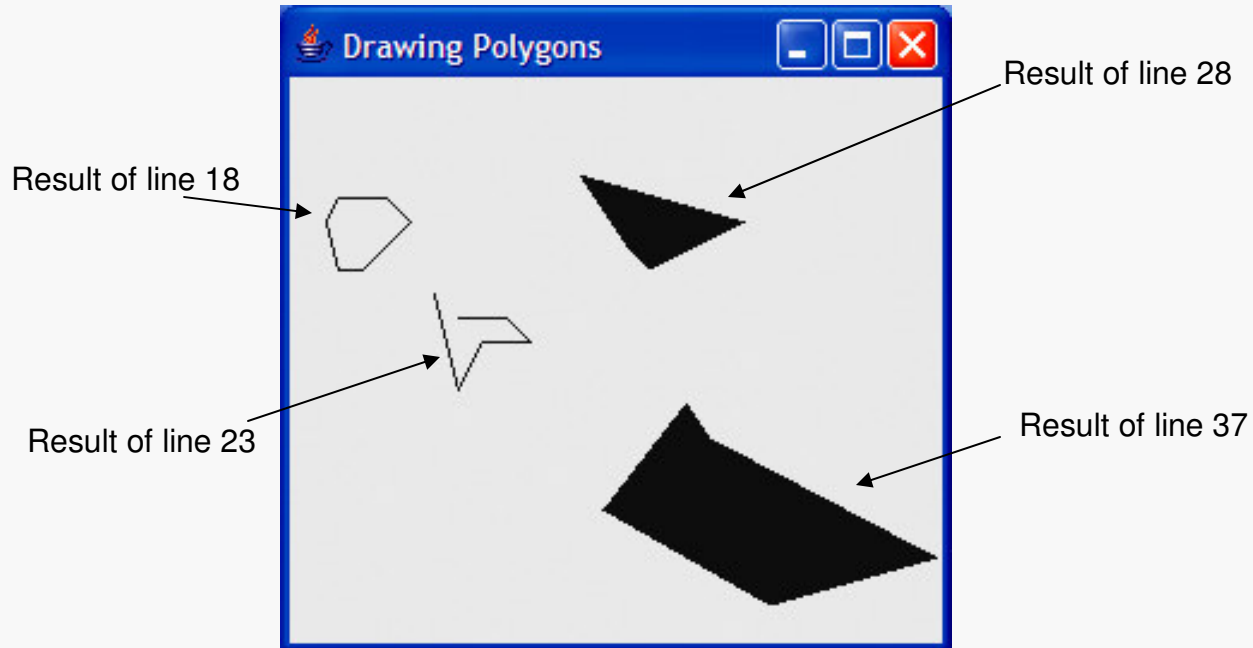 Drawing Polygons
Result of line 28
Result of line 18
Result of line 37
Result of line 23